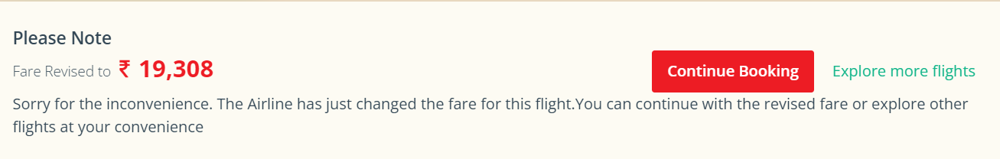 Please Note
Fare Revised to ₹ 19,308
Continue Booking
Explore more flights
Sorry for the inconvenience. The Airline has just changed the fare for this flight.You can continue with the revised fare or explore other
flights at your convenience